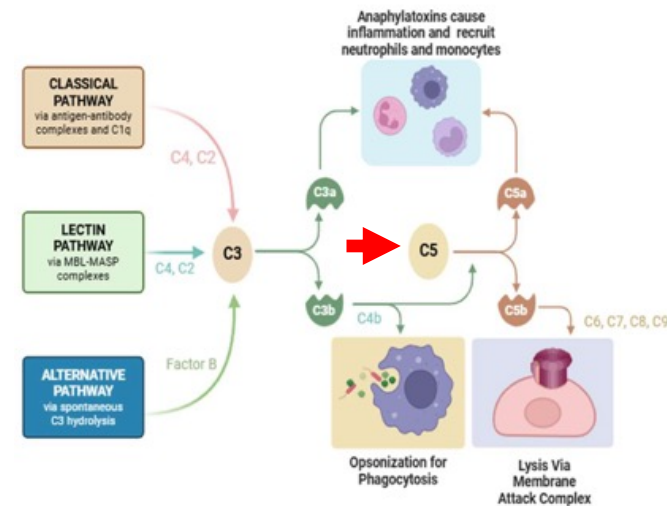 Anaphylatoxins cause
inflammation and recruit
neutrophils and monocytes
CLASSICAL
PATHWAY
via antigen-antibody
complexes and C1q
C4, C2
LECTIN
PATHWAY
via MBL-MASP
complexes
C4, C2
ALTERNATIVE
PATHWAY
via spontaneous
C3 hydrolysis
Factor B
C3
C3a
C3b
C4b
C5
C5a
C5b
C6, C7, C8, C9
Opsonization for
Phagocytosis
Lysis Via
Membrane
Attack Complex